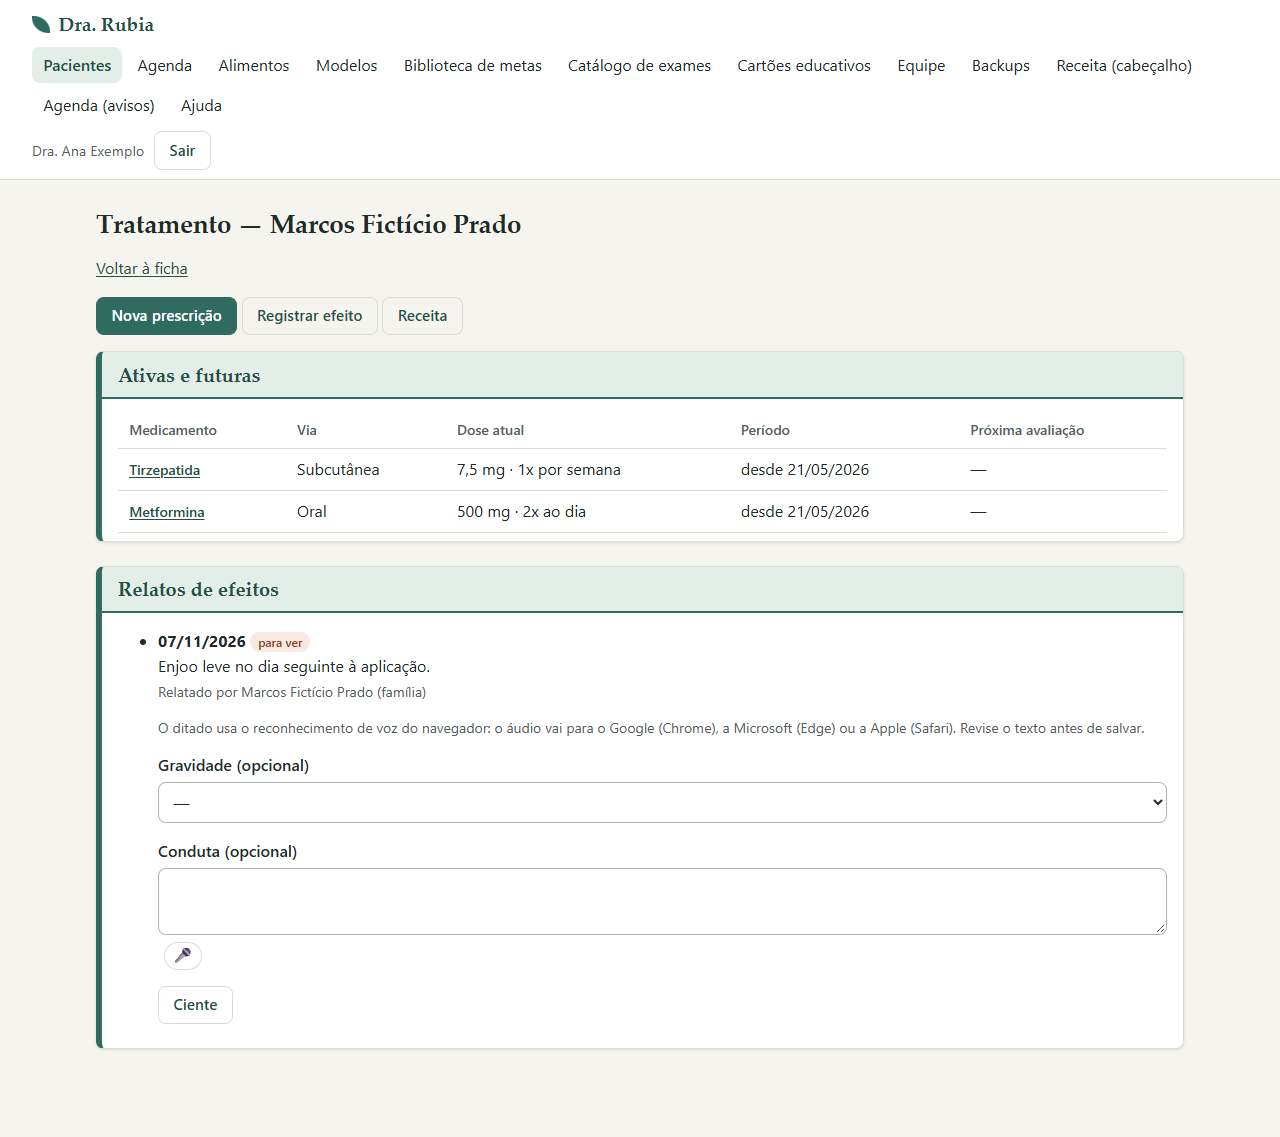 Dra. Rubia
Pacientes Agenda Alimentos Modelos Biblioteca de metas Catálogo de exames Cartões educativos Equipe Backups Receita (cabeçalho)
Agenda (avisos) Ajuda
Dra. Ana Exemplo Sair
Tratamento — Marcos Fictício Prado
Voltar à ficha
Nova prescrição Registrar efeito Receita
Ativas e futuras
Medicamento Via Dose atual Período Próxima avaliação
Tirzepatida Subcutânea 7,5 mg · 1x por semana desde 21/05/2026 —
Metformina Oral 500 mg · 2x ao dia desde 21/05/2026 —
Relatos de efeitos
07/11/2026 para ver
Enjoo leve no dia seguinte à aplicação.
Relatado por Marcos Fictício Prado (família)
O ditado usa o reconhecimento de voz do navegador: o áudio vai para o Google (Chrome), a Microsoft (Edge) ou a Apple (Safari). Revise o texto antes de salvar.
Gravidade (opcional)
—
Conduta (opcional)
Ciente